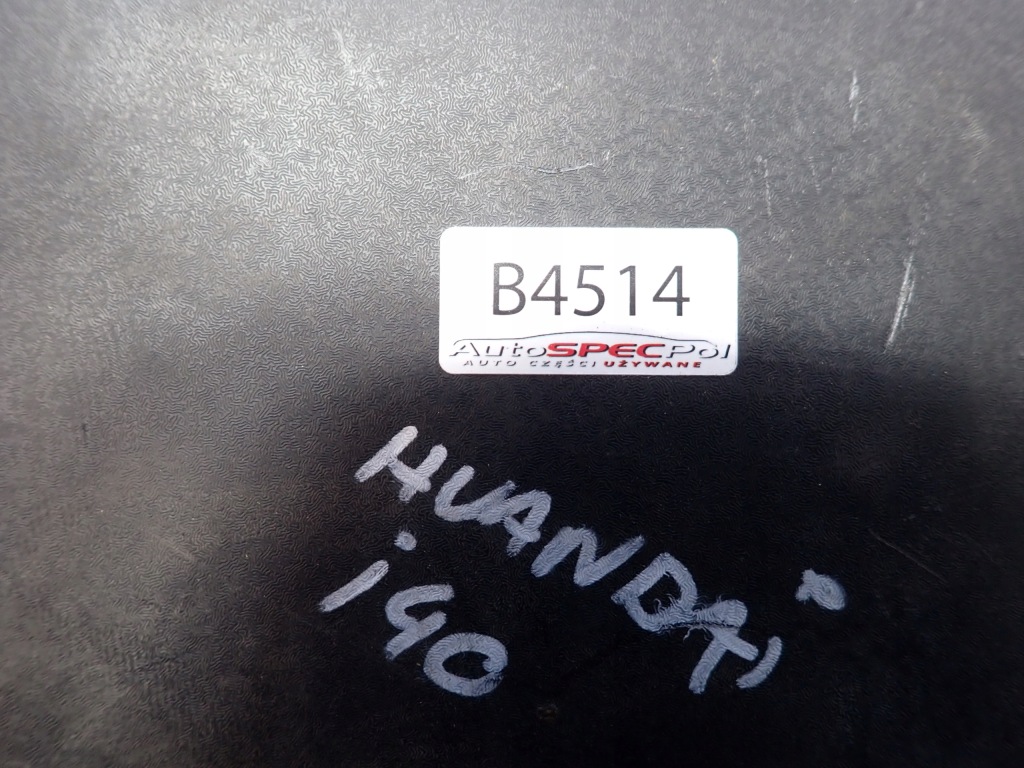 B4514
AutoSPECPol
AUTO CZĘŚCI UŻYWANE
HUANDAi
i40